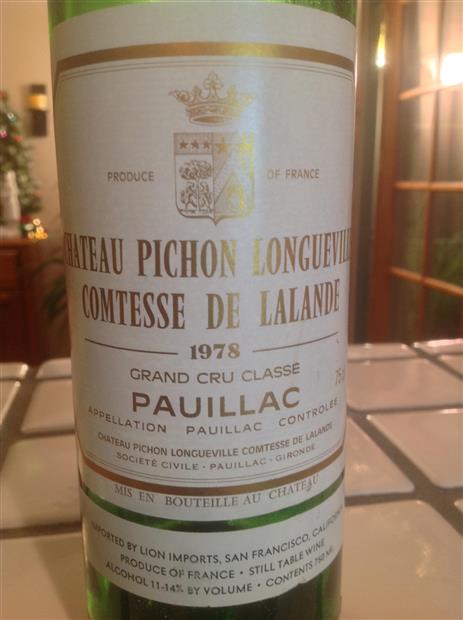 PRODUCE OF FRANCE
CHATEAU PICHON LONGUEVILLE
COMTESSE DE LALANDE
1978
GRAND CRU CLASSÉ
PAUILLAC
75cl
APPELLATION PAUILLAC CONTROLÉE
CHATEAU PICHON LONGUEVILLE COMTESSE DE LALANDE
SOCIÉTÉ CIVILE - PAUILLAC - GIRONDE
MIS EN BOUTEILLE AU CHATEAU
IMPORTED BY LION IMPORTS, SAN FRANCISCO, CALIFORNIA
PRODUCE OF FRANCE • STILL TABLE WINE
ALCOHOL 11-14% BY VOLUME • CONTENTS 750 ML